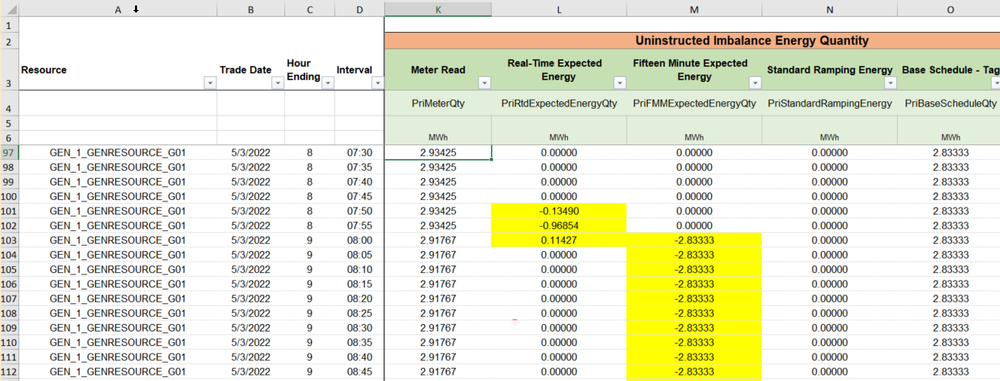 A B C D K L M N O
1
2 Uninstructed Imbalance Energy Quantity
3 Resource Trade Date Hour Ending Interval Meter Read Real-Time Expected Energy Fifteen Minute Expected Energy Standard Ramping Energy Base Schedule - Tag
4 PriMeterQty PriRtdExpectedEnergyQty PriFMMExpectedEnergyQty PriStandardRampingEnergy PriBaseScheduleQty
5
6 MWh MWh MWh MWh MWh
97 GEN_1_GENRESOURCE_G01 5/3/2022 8 07:30 2.93425 0.00000 0.00000 0.00000 2.83333
98 GEN_1_GENRESOURCE_G01 5/3/2022 8 07:35 2.93425 0.00000 0.00000 0.00000 2.83333
99 GEN_1_GENRESOURCE_G01 5/3/2022 8 07:40 2.93425 0.00000 0.00000 0.00000 2.83333
100 GEN_1_GENRESOURCE_G01 5/3/2022 8 07:45 2.93425 0.00000 0.00000 0.00000 2.83333
101 GEN_1_GENRESOURCE_G01 5/3/2022 8 07:50 2.93425 -0.13490 0.00000 0.00000 2.83333
102 GEN_1_GENRESOURCE_G01 5/3/2022 8 07:55 2.93425 -0.96854 0.00000 0.00000 2.83333
103 GEN_1_GENRESOURCE_G01 5/3/2022 9 08:00 2.91767 0.11427 -2.83333 0.00000 2.83333
104 GEN_1_GENRESOURCE_G01 5/3/2022 9 08:05 2.91767 0.00000 -2.83333 0.00000 2.83333
105 GEN_1_GENRESOURCE_G01 5/3/2022 9 08:10 2.91767 0.00000 -2.83333 0.00000 2.83333
106 GEN_1_GENRESOURCE_G01 5/3/2022 9 08:15 2.91767 0.00000 -2.83333 0.00000 2.83333
107 GEN_1_GENRESOURCE_G01 5/3/2022 9 08:20 2.91767 0.00000 -2.83333 0.00000 2.83333
108 GEN_1_GENRESOURCE_G01 5/3/2022 9 08:25 2.91767 0.00000 -2.83333 0.00000 2.83333
109 GEN_1_GENRESOURCE_G01 5/3/2022 9 08:30 2.91767 0.00000 -2.83333 0.00000 2.83333
110 GEN_1_GENRESOURCE_G01 5/3/2022 9 08:35 2.91767 0.00000 -2.83333 0.00000 2.83333
111 GEN_1_GENRESOURCE_G01 5/3/2022 9 08:40 2.91767 0.00000 -2.83333 0.00000 2.83333
112 GEN_1_GENRESOURCE_G01 5/3/2022 9 08:45 2.91767 0.00000 -2.83333 0.00000 2.83333